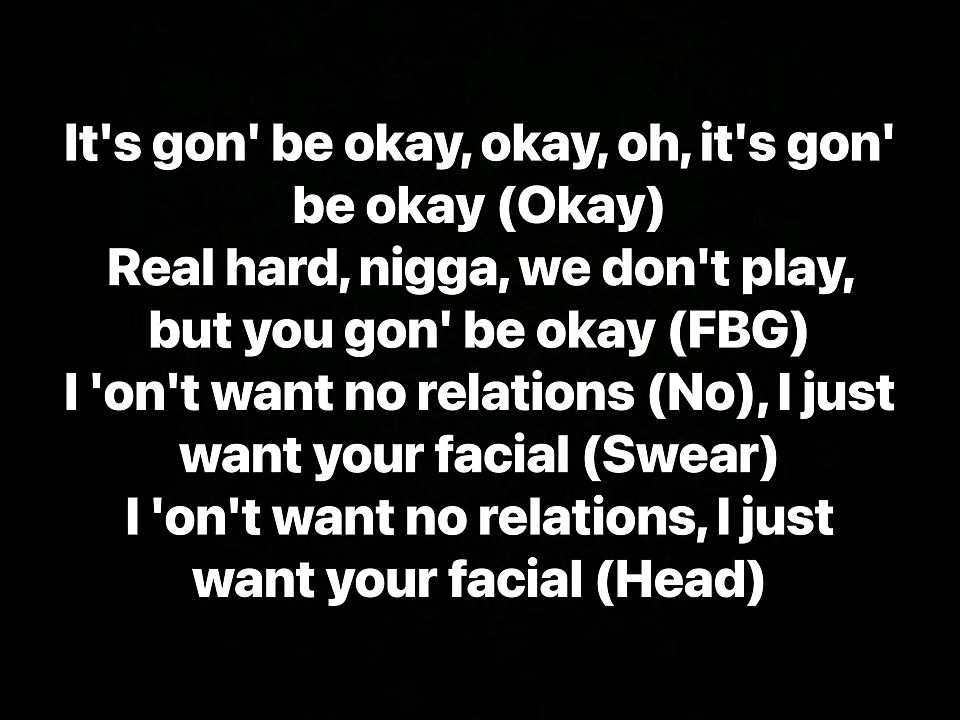 It's gon' be okay, okay, oh, it's gon'
be okay (Okay)
Real hard, nigga, we don't play,
but you gon' be okay (FBG)
I 'on't want no relations (No), I just
want your facial (Swear)
I 'on't want no relations, I just
want your facial (Head)